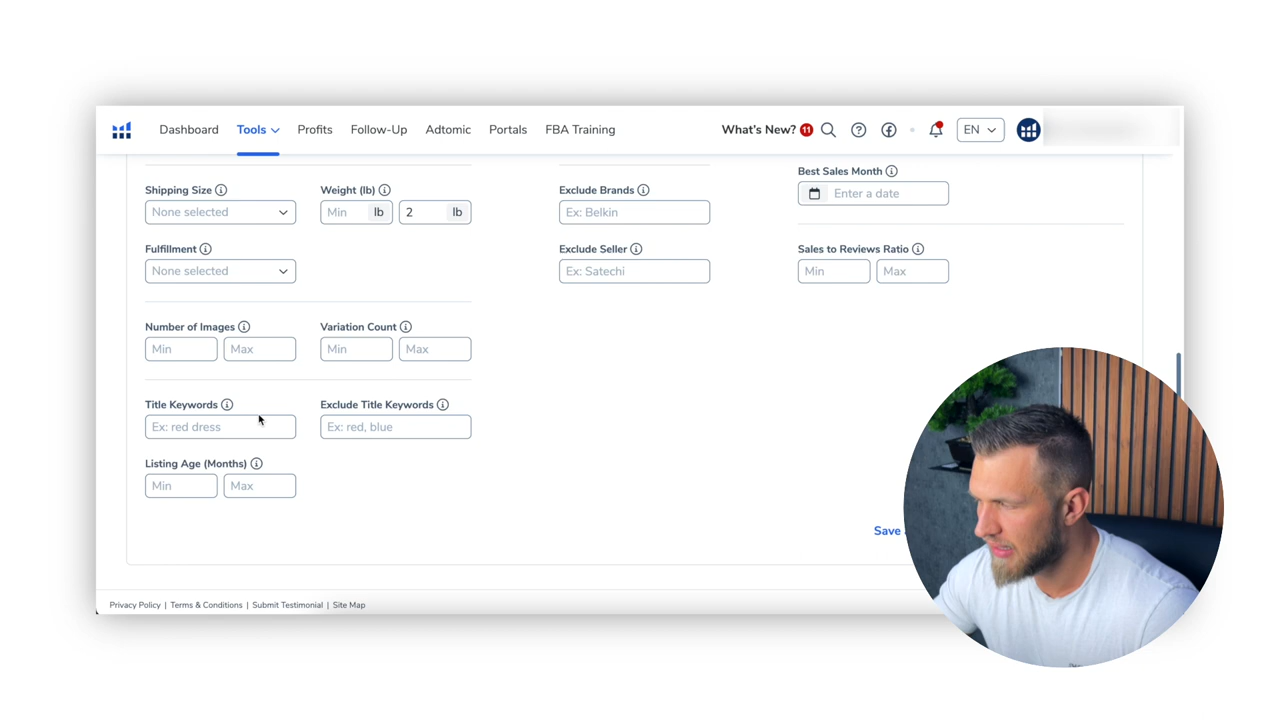 Dashboard Tools Profits Follow-Up Adtomic Portals FBA Training What's New? 11 EN
Best Sales Month
Enter a date
Shipping Size Weight (lb) Exclude Brands
None selected Min lb 2 lb Ex: Belkin
Fulfillment Exclude Seller Sales to Reviews Ratio
None selected Ex: Satechi Min Max
Number of Images Variation Count
Min Max Min Max
Title Keywords Exclude Title Keywords
Ex: red dress Ex: red, blue
Listing Age (Months)
Min Max
Save
Privacy Policy | Terms & Conditions | Submit Testimonial | Site Map